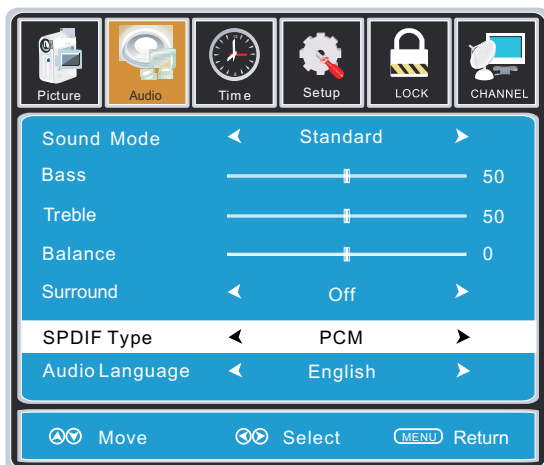 Picture Audio Time Setup LOCK CHANNEL
Sound Mode Standard
Bass 50
Treble 50
Balance 0
Surround Off
SPDIF Type PCM
Audio Language English
Move Select MENU Return